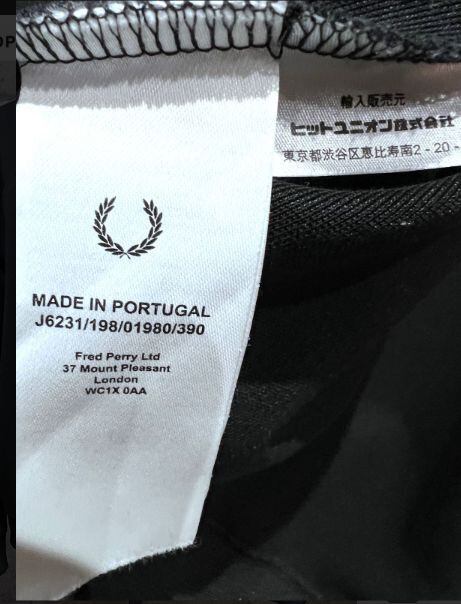 MADE IN PORTUGAL
J6231/198/01980/390
Fred Perry Ltd
37 Mount Pleasant
London
WC1X 0AA
輸入販売元
ヒットユニオン株式会社
東京都渋谷区恵比寿南2-20-